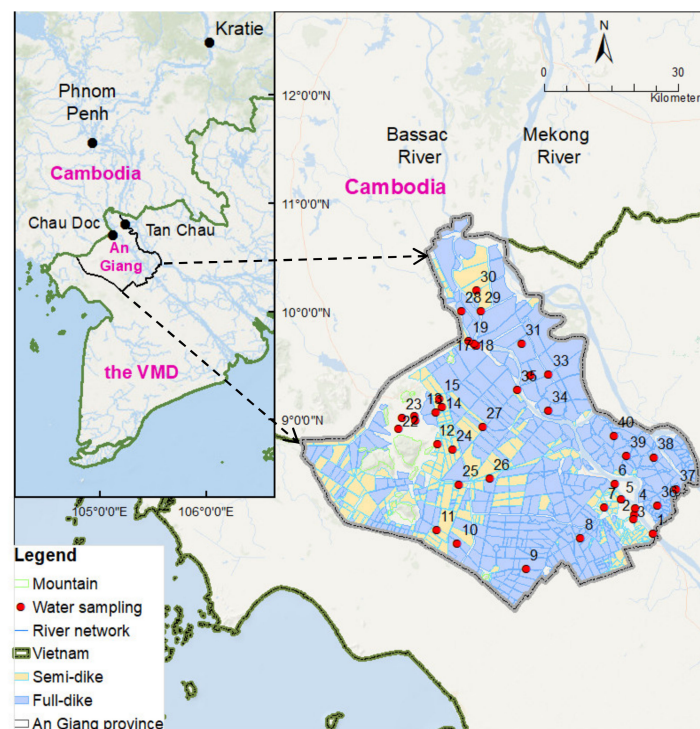 Kratie
Phnom
Penh
Cambodia
Chau Doc
Tan Chau
An
Giang
the VMD
105°0'0"E
106°0'0"E
12°0'0"N
11°0'0"N
10°0'0"N
9°0'0"N
N
0
30
Kilometer
Bassac
River
Mekong
River
Cambodia
30
28
29
19
17
18
31
33
35
34
15
13
14
23
22
12
24
27
25
26
11
10
9
8
40
39
38
37
36
6
5
7
4
2
3
1
Legend
Mountain
Water sampling
River network
Vietnam
Semi-dike
Full-dike
An Giang province